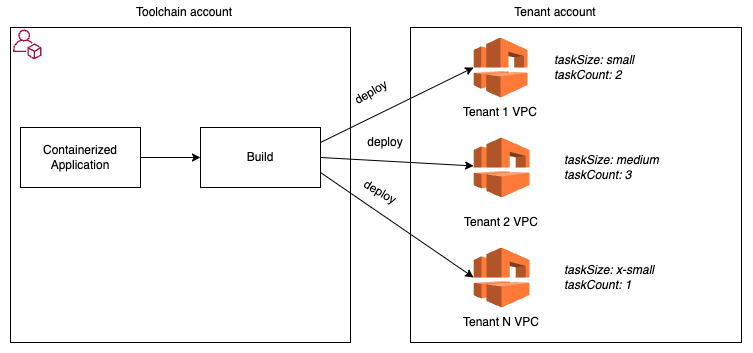 Toolchain account
Tenant account
Containerized
Application
Build
deploy
deploy
deploy
Tenant 1 VPC
taskSize: small
taskCount: 2
Tenant 2 VPC
taskSize: medium
taskCount: 3
Tenant N VPC
taskSize: x-small
taskCount: 1